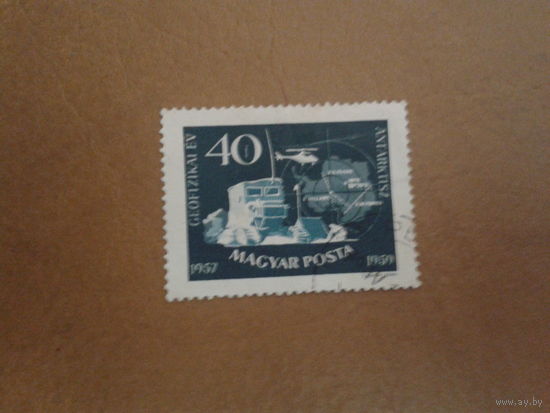 GEOFIZIKAI ÉV
40 f
ANTARKTISZ
MAGYAR POSTA
1957
1959
© www.ay.by